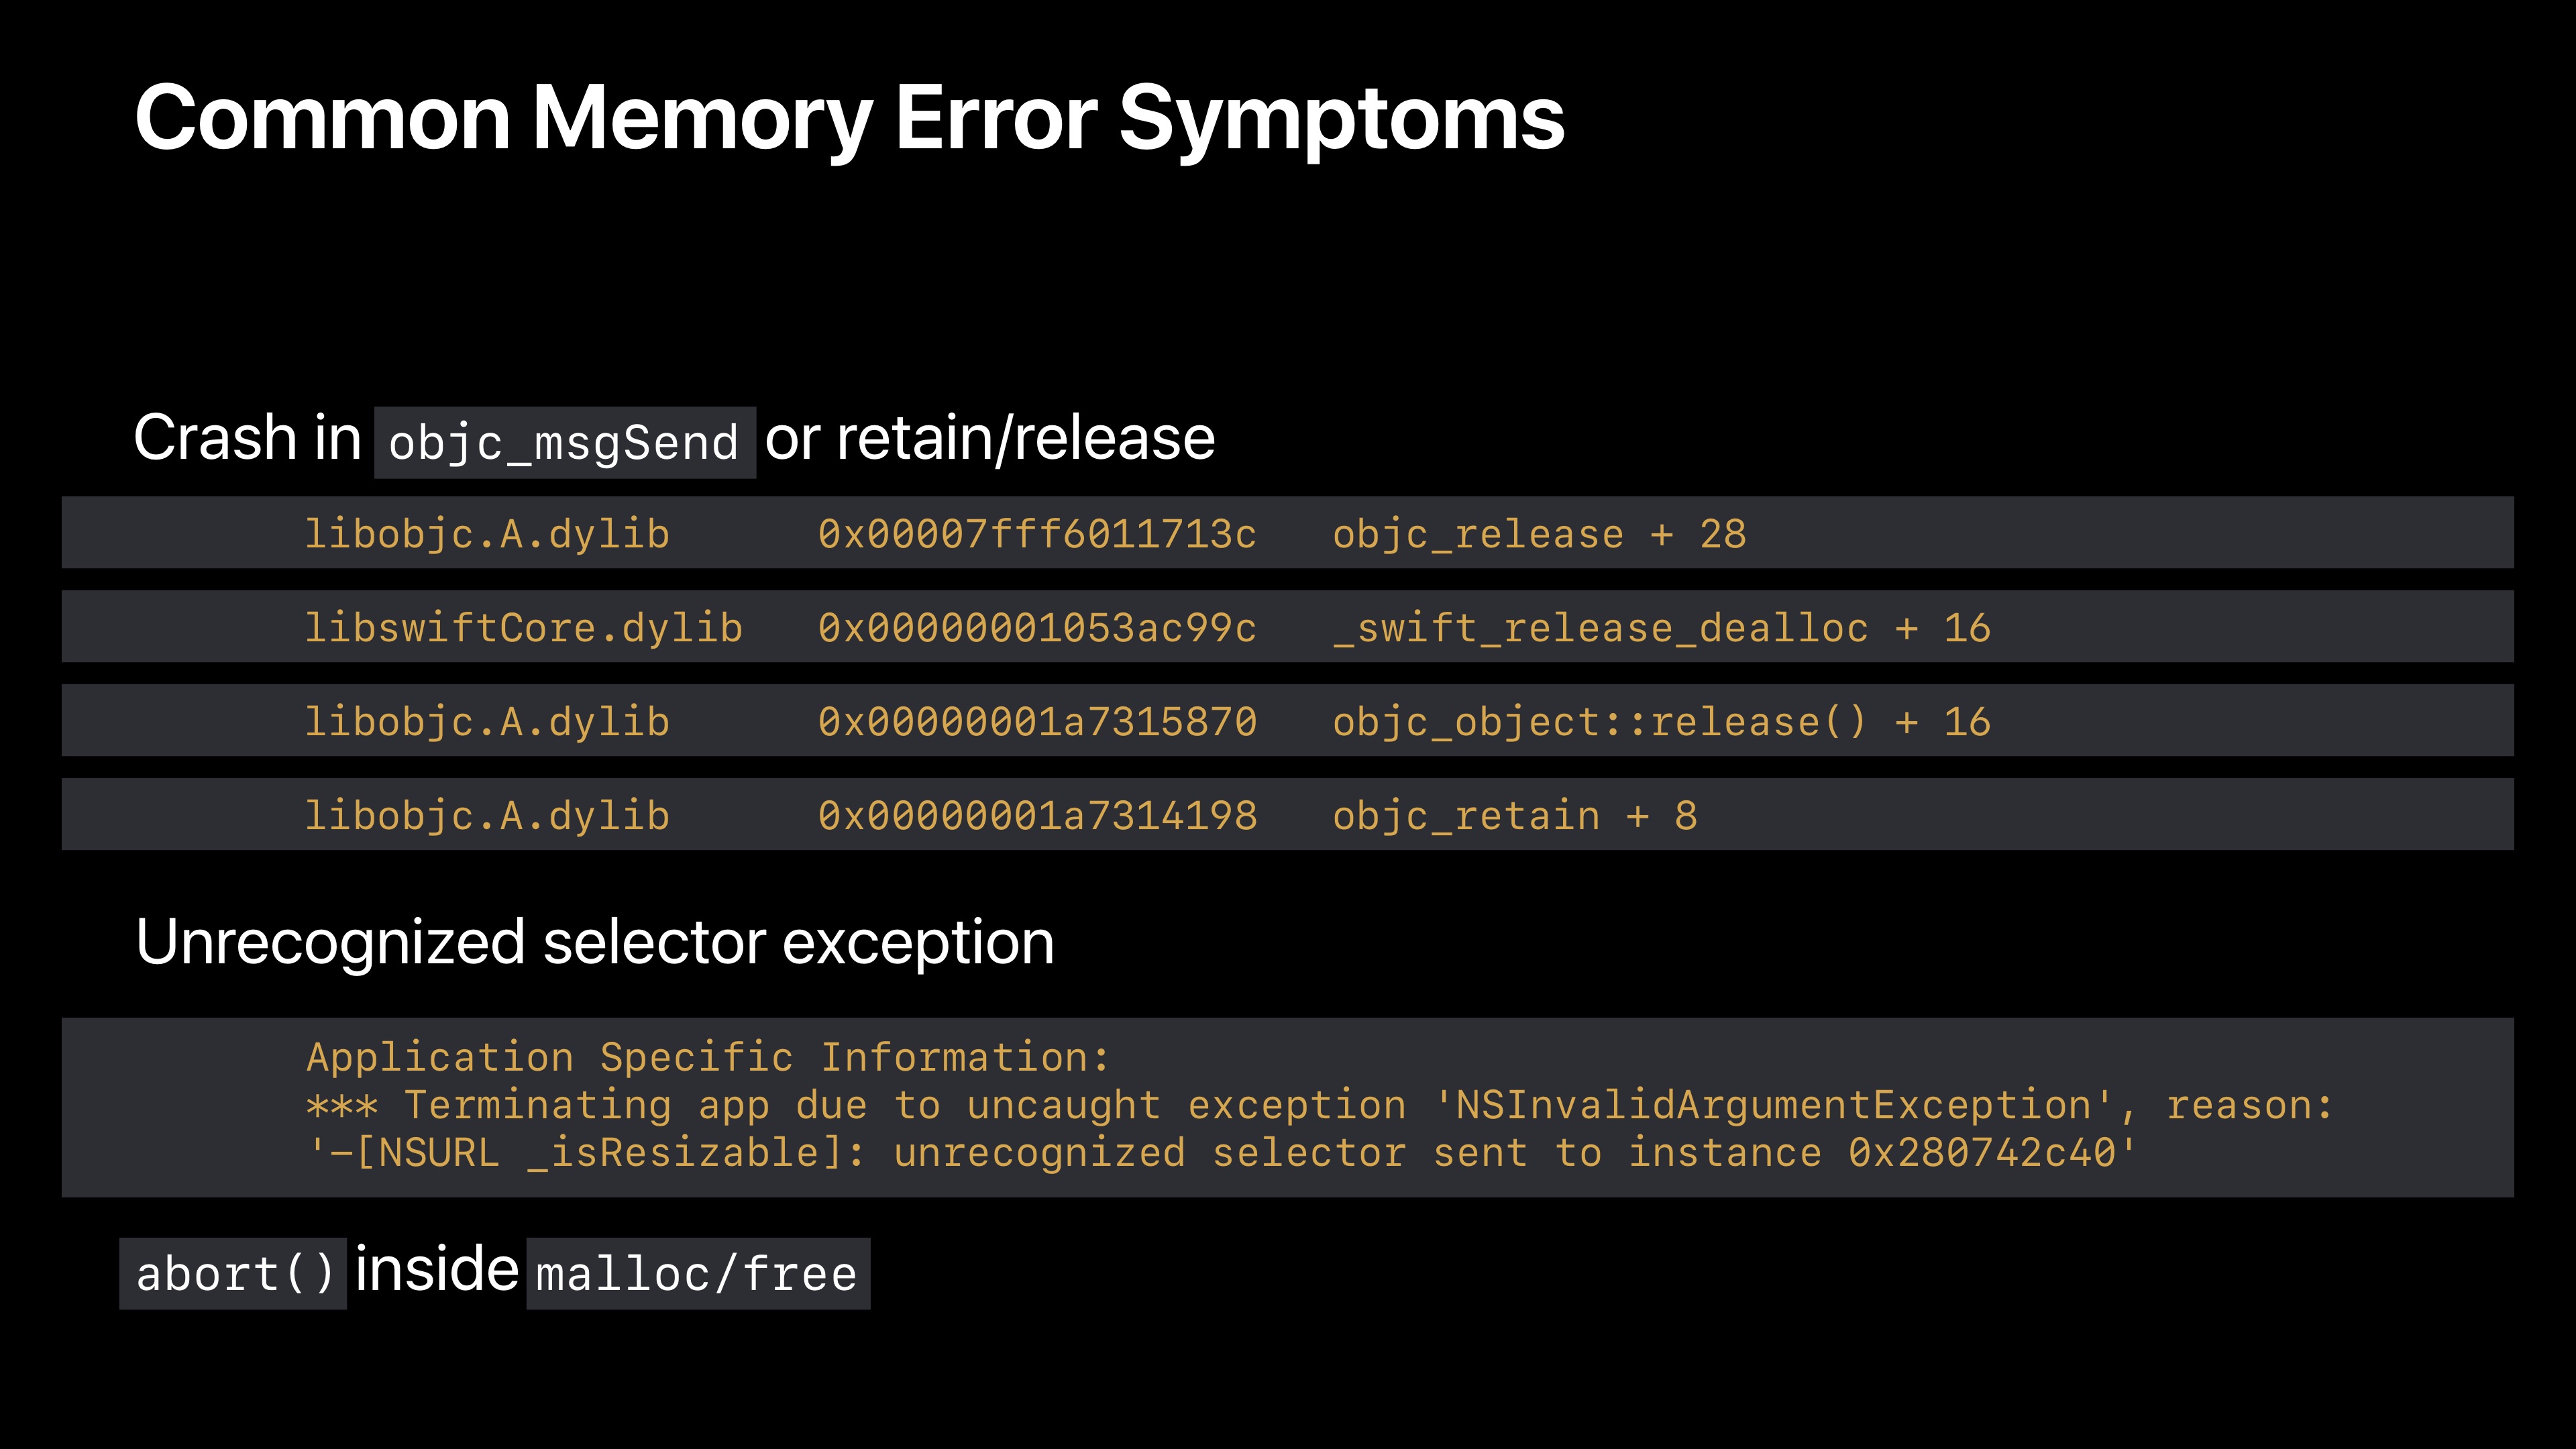 Common Memory Error Symptoms
Crash in objc_msgSend or retain/release
libobjc.A.dylib 0x00007fff6011713c objc_release + 28
libswiftCore.dylib 0x00000001053ac99c _swift_release_dealloc + 16
libobjc.A.dylib 0x00000001a7315870 objc_object::release() + 16
libobjc.A.dylib 0x00000001a7314198 objc_retain + 8
Unrecognized selector exception
Application Specific Information:
*** Terminating app due to uncaught exception 'NSInvalidArgumentException', reason:
'-[NSURL _isResizable]: unrecognized selector sent to instance 0x280742c40'
abort() inside malloc/free